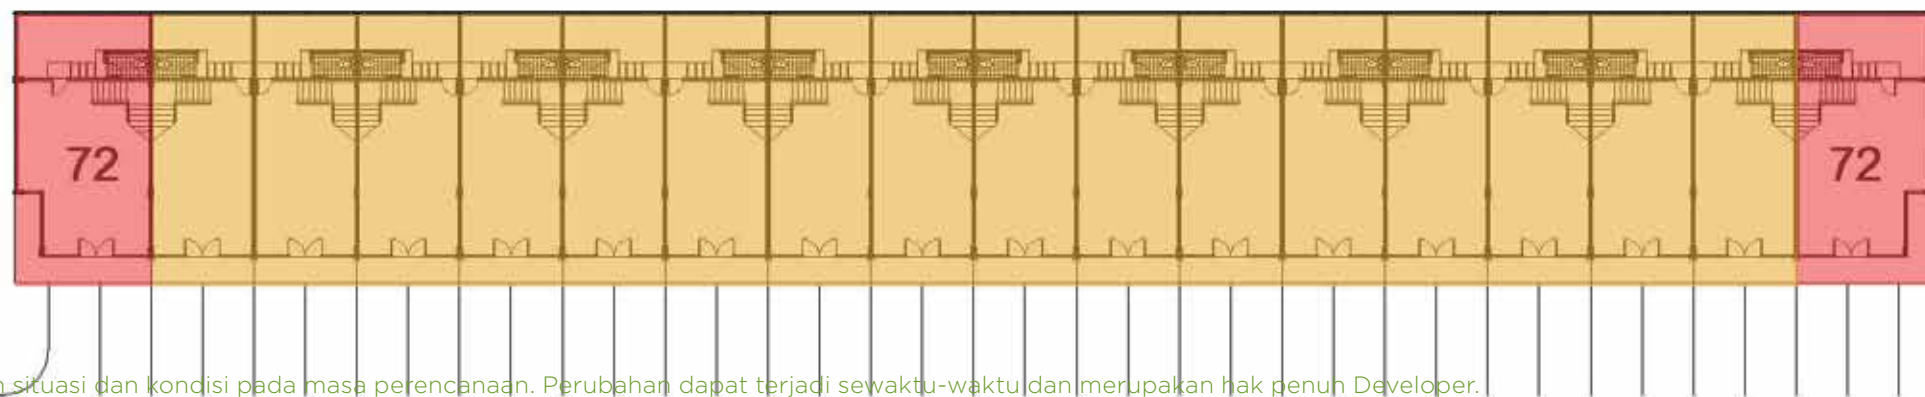 72
72
situasi dan kondisi pada masa perencanaan. Perubahan dapat terjadi sewaktu-waktu dan merupakan hak penuh Developer.